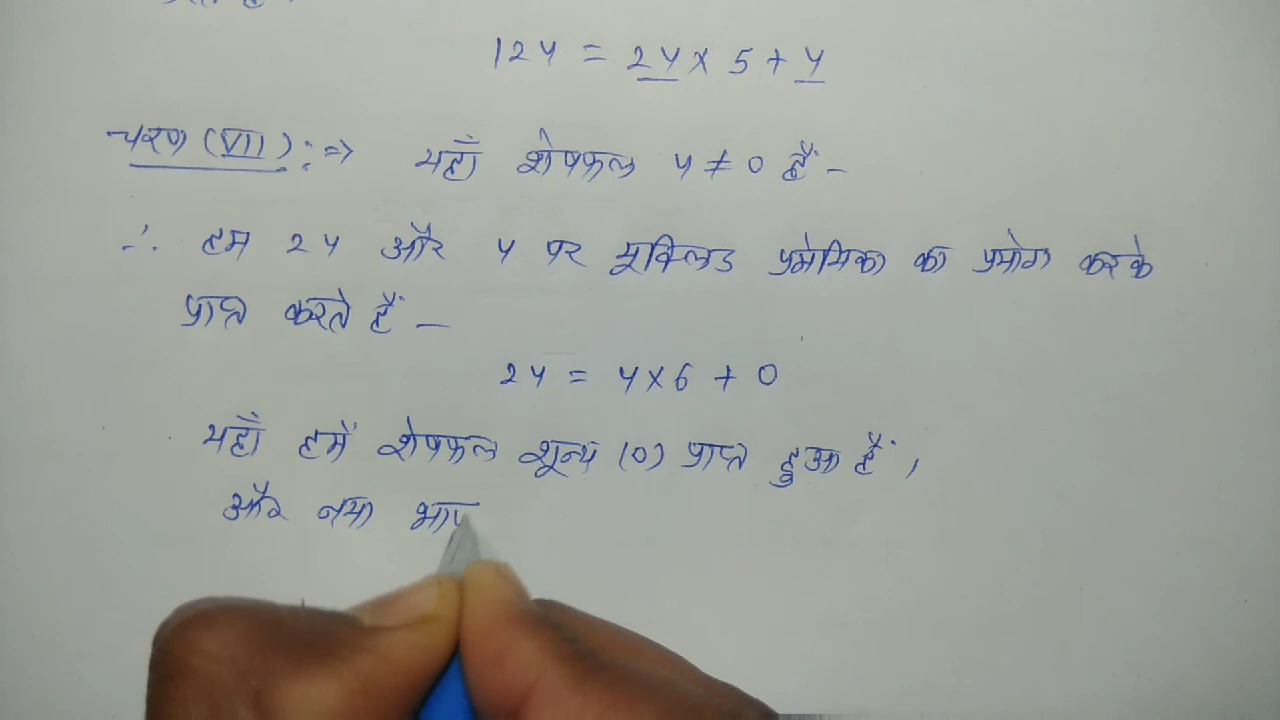 124 = 24 × 5 + 4
चरण (VII) :⇒ यहाँ शेषफल 4 ≠ 0 हैं -
∴ हम 24 और 4 पर यूक्लिड प्रमेयिका का प्रयोग करके
प्राप्त करते हैं -
24 = 4 × 6 + 0
यहाँ हमें शेषफल शून्य (0) प्राप्त हुआ हैं ,
और नया